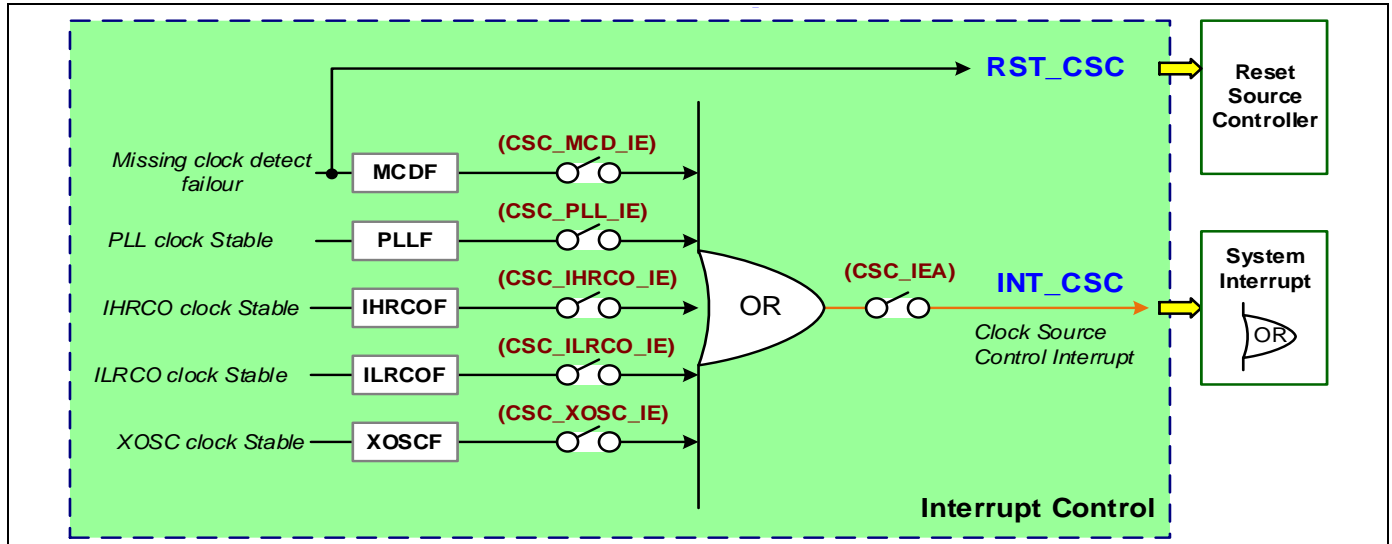 RST_CSC
Reset
Source
Controller
Missing clock detect
failour
MCDF
(CSC_MCD_IE)
PLL clock Stable
PLLF
(CSC_PLL_IE)
IHRCO clock Stable
IHRCOF
(CSC_IHRCO_IE)
ILRCO clock Stable
ILRCOF
(CSC_ILRCO_IE)
XOSC clock Stable
XOSCF
(CSC_XOSC_IE)
OR
(CSC_IEA)
INT_CSC
Clock Source
Control Interrupt
System
Interrupt
OR
Interrupt Control